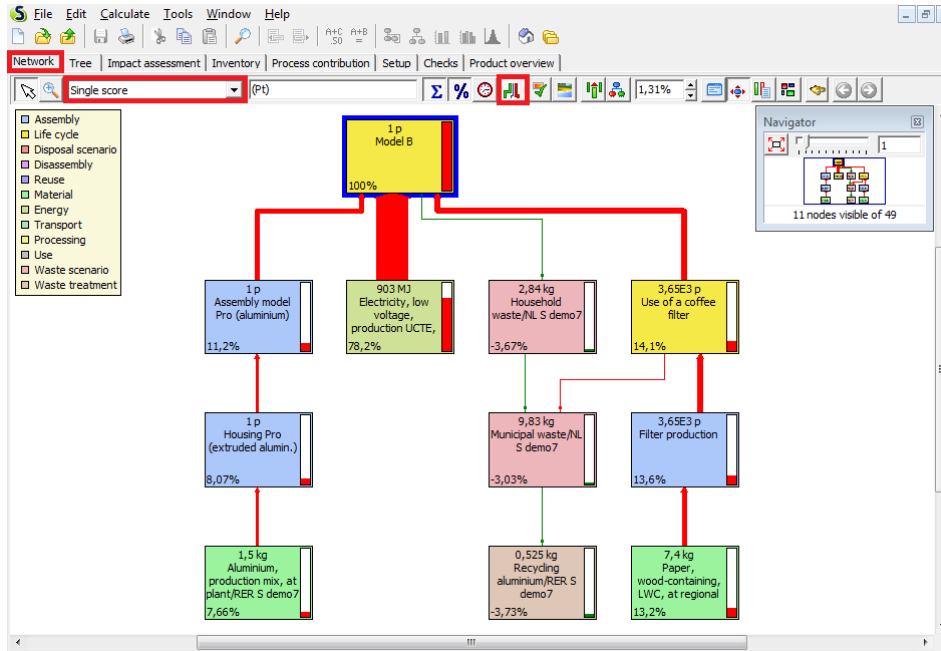 File Edit Calculate Tools Window Help
A+C A+B
50 =
Network Tree Impact assessment Inventory Process contribution Setup Checks Product overview
Single score (Pt) Σ % 1,31%
Assembly
Life cycle
Disposal scenario
Disassembly
Reuse
Material
Energy
Transport
Processing
Use
Waste scenario
Waste treatment
1 p
Model B
100%
Navigator
1
11 nodes visible of 49
1 p
Assembly model
Pro (aluminium)
11,2%
903 MJ
Electricity, low
voltage,
production UCTE,
78,2%
2,84 kg
Household
waste/NL S demo7
-3,67%
3,65E3 p
Use of a coffee
filter
14,1%
1 p
Housing Pro
(extruded alumin.)
8,07%
9,83 kg
Municipal waste/NL
S demo7
-3,03%
3,65E3 p
Filter production
13,6%
1,5 kg
Aluminium,
production mix, at
plant/RER S demo7
7,66%
0,525 kg
Recycling
aluminium/RER S
demo7
-3,73%
7,4 kg
Paper,
wood-containing,
LWC, at regional
13,2%